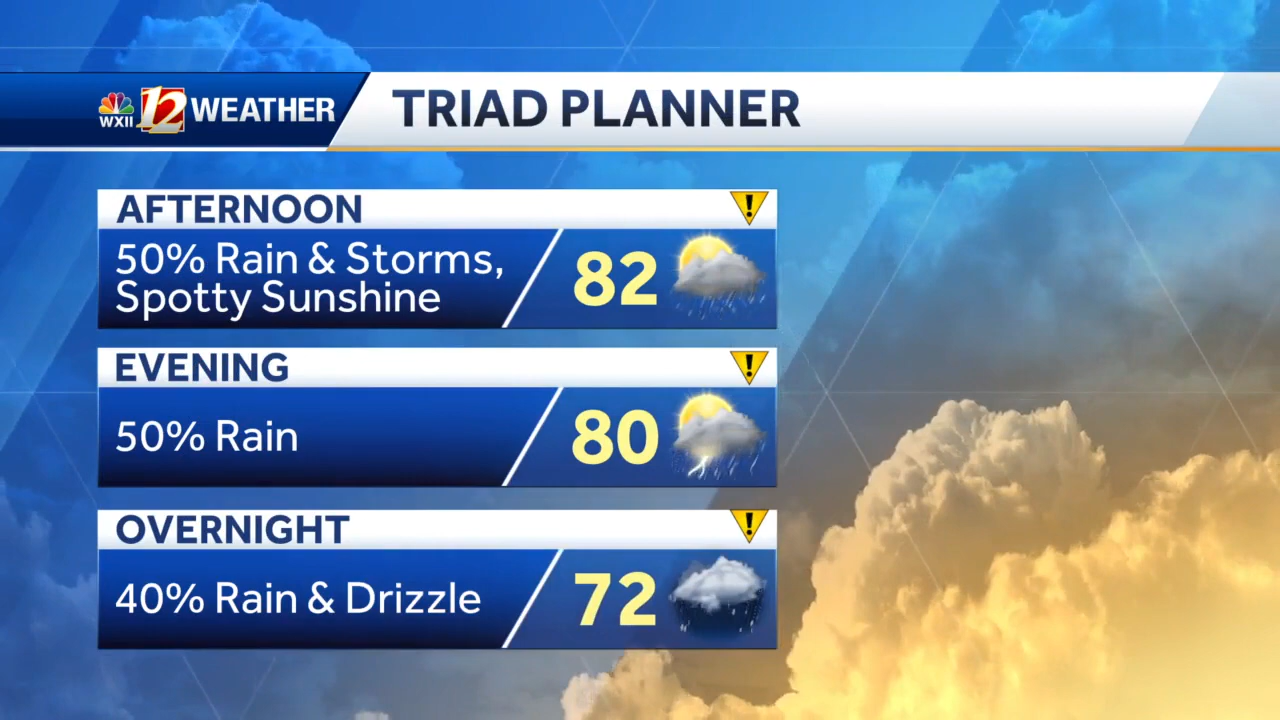 WXII 12 WEATHER
TRIAD PLANNER
AFTERNOON
!
50% Rain & Storms,
Spotty Sunshine
82
EVENING
!
50% Rain
80
OVERNIGHT
!
40% Rain & Drizzle
72